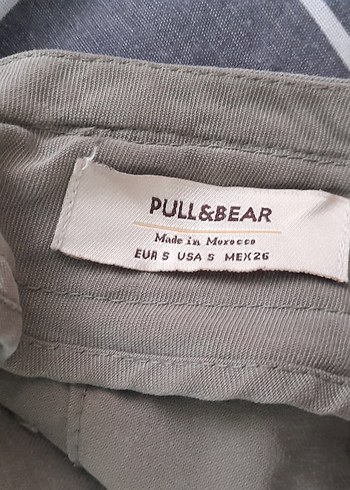 PULL&BEAR
Made in Morocco
EUR S USA S MEX26